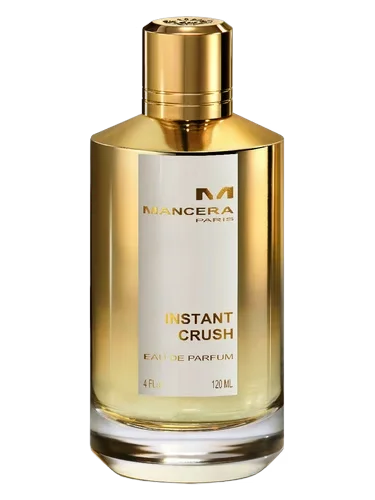 M
MANCERA
PARIS
INSTANT
CRUSH
EAU DE PARFUM
4 Fl.
120 ML